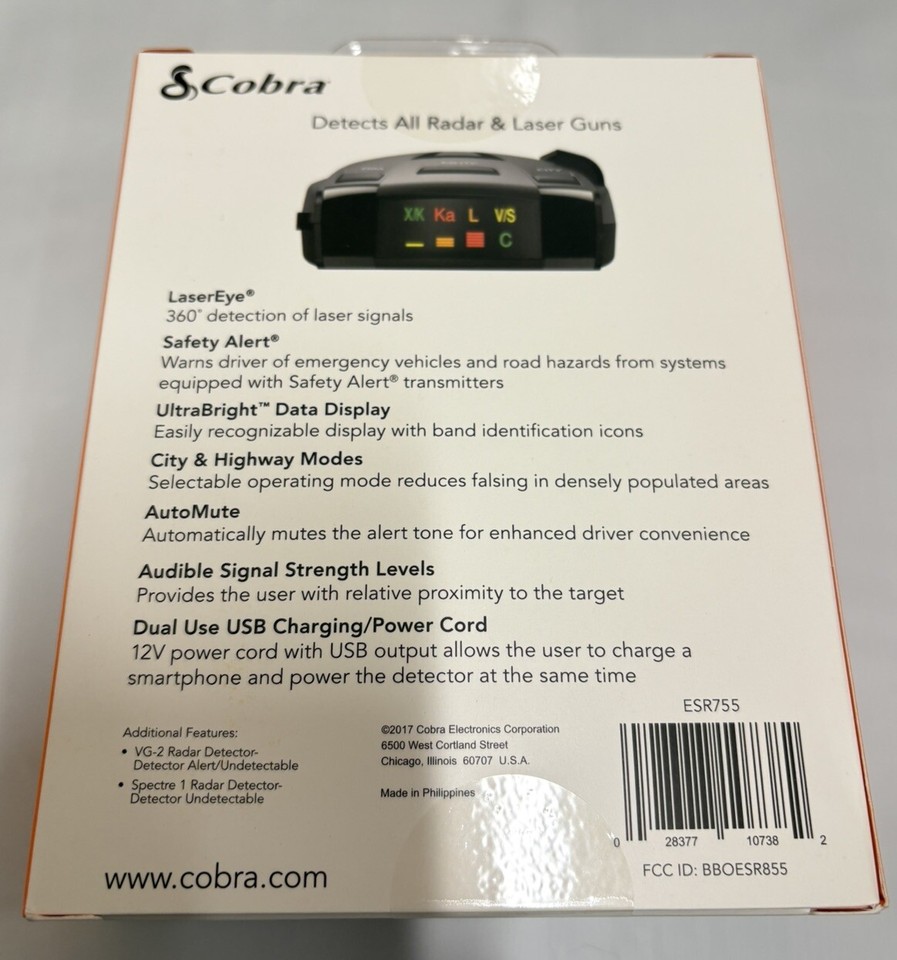 Cobra
Detects All Radar & Laser Guns
X/K Ka L V/S
C
LaserEye®
360° detection of laser signals
Safety Alert®
Warns driver of emergency vehicles and road hazards from systems
equipped with Safety Alert® transmitters
UltraBright™ Data Display
Easily recognizable display with band identification icons
City & Highway Modes
Selectable operating mode reduces falsing in densely populated areas
AutoMute
Automatically mutes the alert tone for enhanced driver convenience
Audible Signal Strength Levels
Provides the user with relative proximity to the target
Dual Use USB Charging/Power Cord
12V power cord with USB output allows the user to charge a
smartphone and power the detector at the same time
Additional Features:
• VG-2 Radar Detector-
Detector Alert/Undetectable
• Spectre 1 Radar Detector-
Detector Undetectable
©2017 Cobra Electronics Corporation
6500 West Cortland Street
Chicago, Illinois 60707 U.S.A.
Made in Philippines
ESR755
0 28377 10738 2
FCC ID: BBOESR855
www.cobra.com